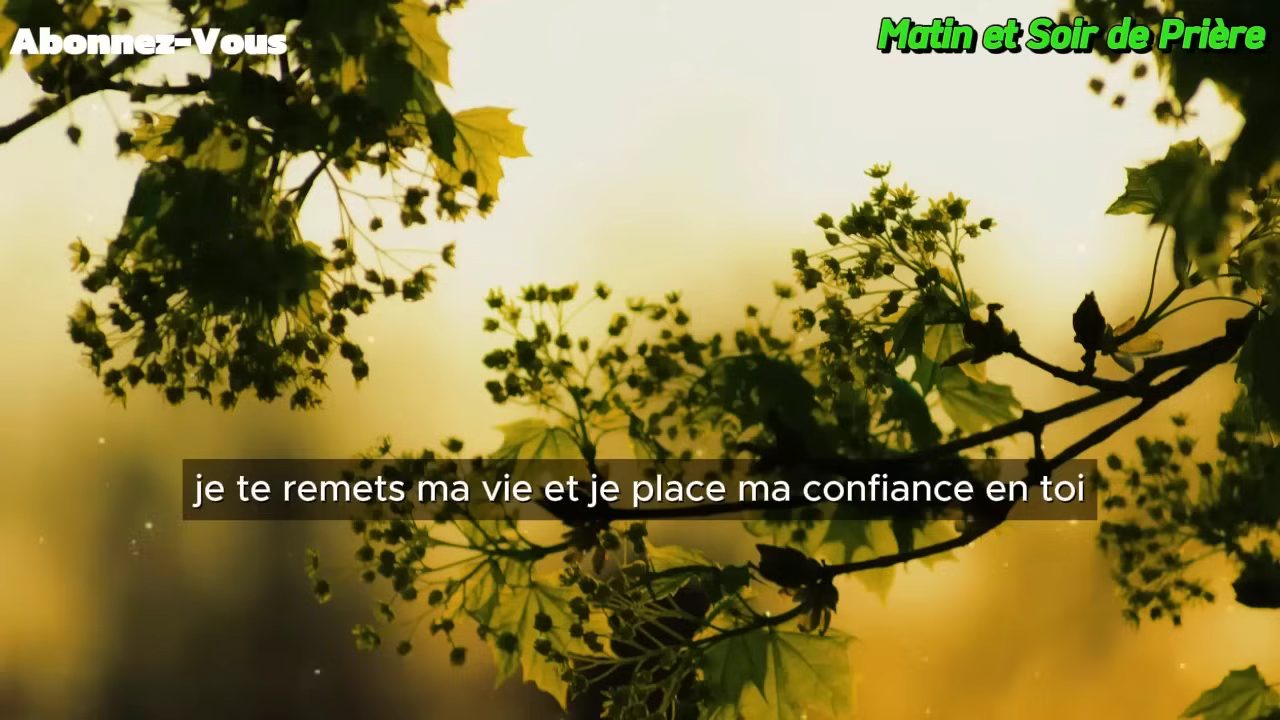 Abonnez-Vous
Matin et Soir de Prière
je te remets ma vie et je place ma confiance en toi